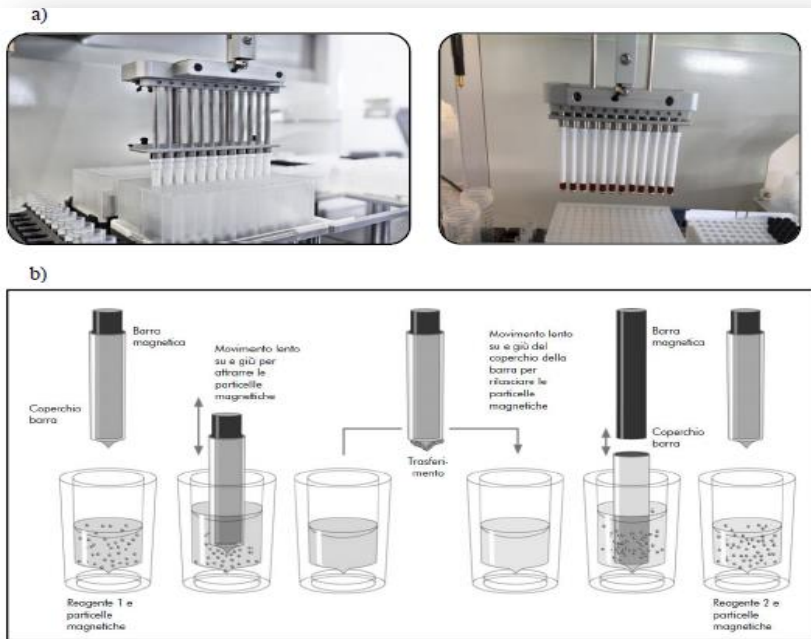 a)
b)
Barra
magnetica
Coperchio
barra
Movimento lento
su e giù per
attrarre le
particelle
magnetiche
Trasferi-
mento
Movimento lento
su e giù del
coperchio della
barra per
rilasciare le
particelle
magnetiche
Barra
magnetica
Coperchio
barra
Reagente 1 e
particelle
magnetiche
Reagente 2 e
particelle
magnetiche